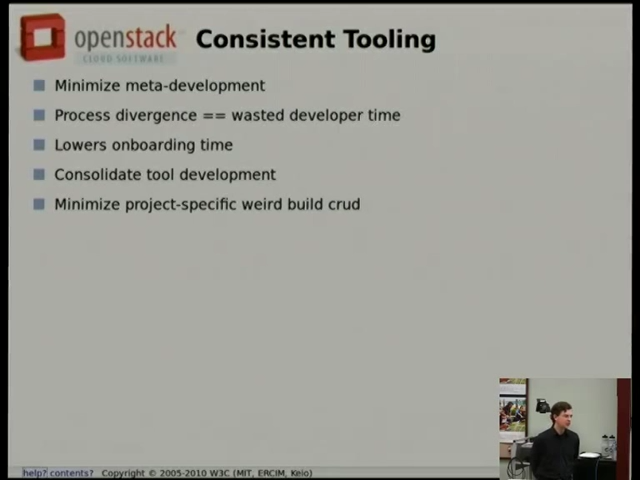 openstack
CLOUD SOFTWARE
Consistent Tooling
Minimize meta-development
Process divergence == wasted developer time
Lowers onboarding time
Consolidate tool development
Minimize project-specific weird build crud
help? contents? Copyright © 2005-2010 W3C (MIT, ERCIM, Keio)